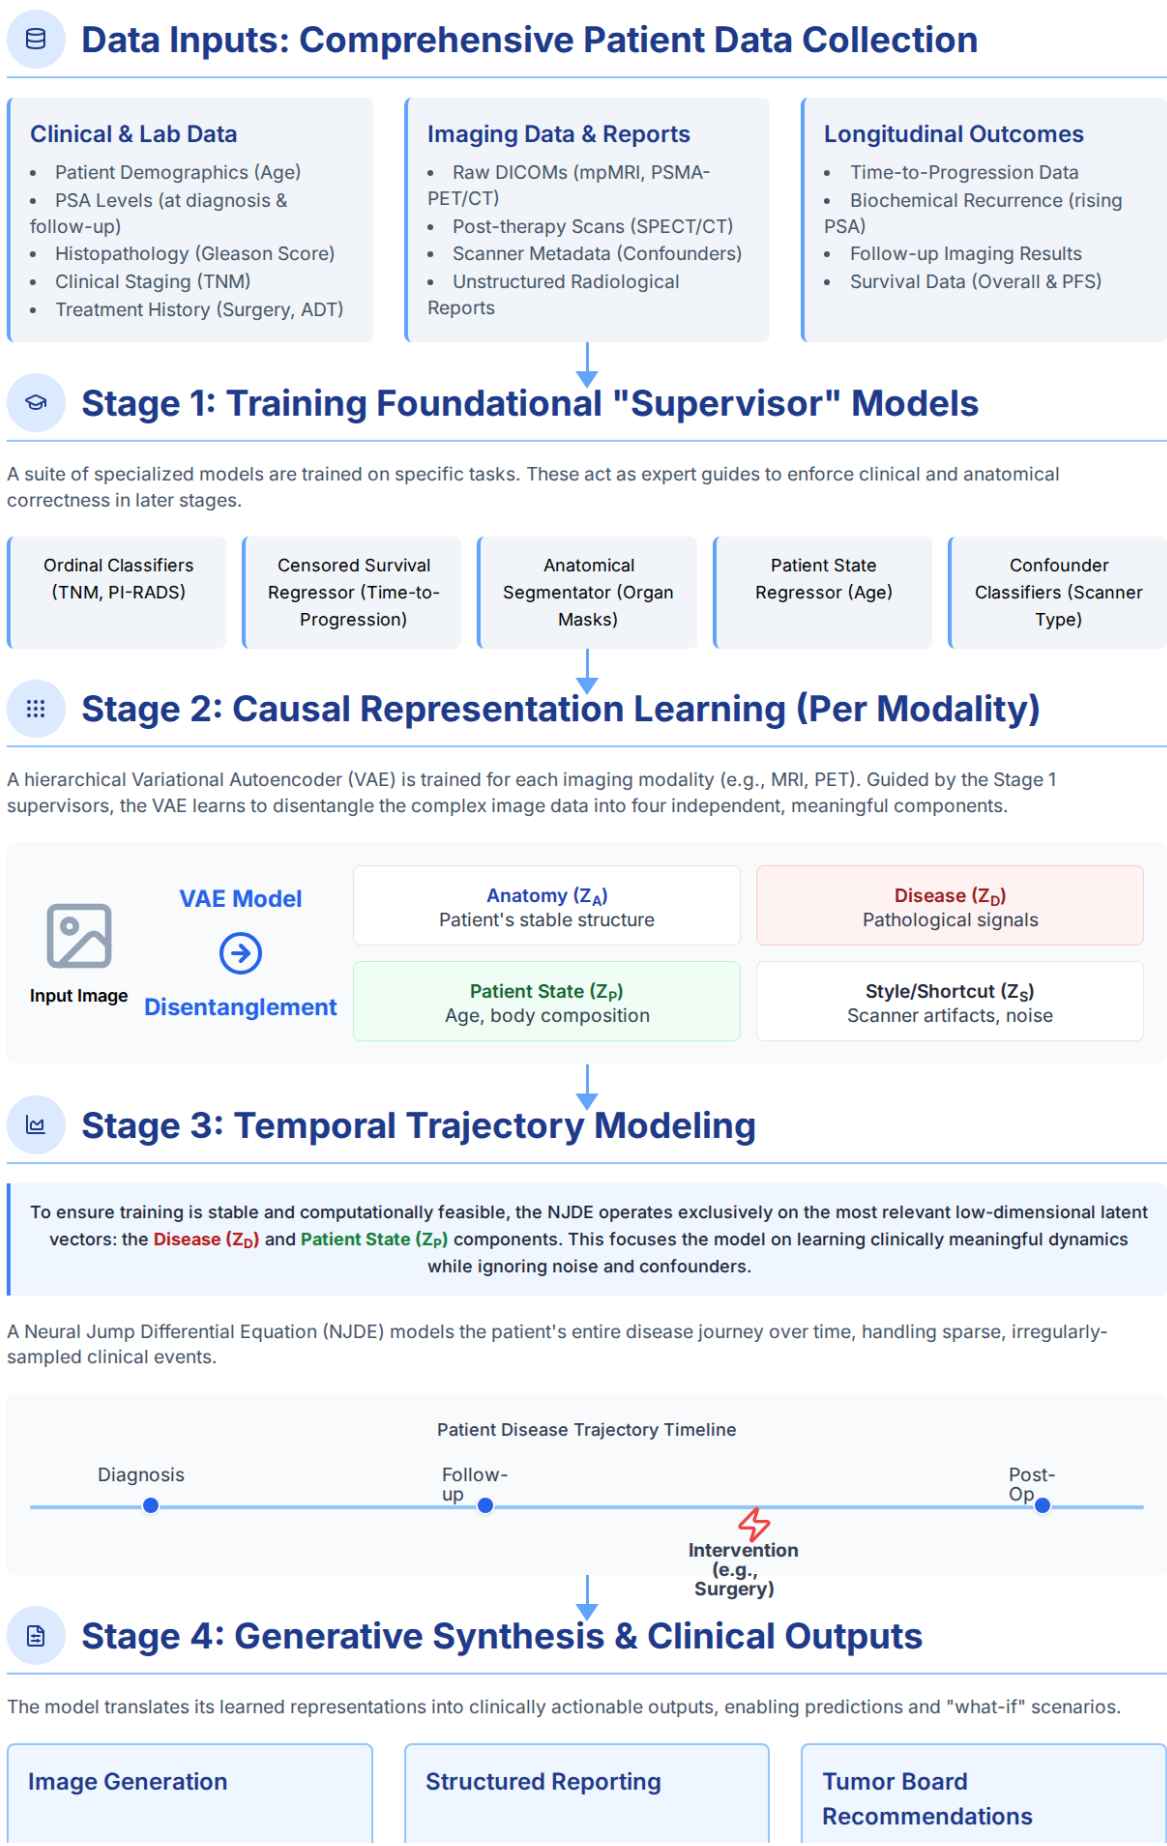 Data Inputs: Comprehensive Patient Data Collection
Clinical & Lab Data
• Patient Demographics (Age)
• PSA Levels (at diagnosis &
follow-up)
• Histopathology (Gleason Score)
• Clinical Staging (TNM)
• Treatment History (Surgery, ADT)
Imaging Data & Reports
• Raw DICOMs (mpMRI, PSMA-
PET/CT)
• Post-therapy Scans (SPECT/CT)
• Scanner Metadata (Confounders)
• Unstructured Radiological
Reports
Longitudinal Outcomes
• Time-to-Progression Data
• Biochemical Recurrence (rising
PSA)
• Follow-up Imaging Results
• Survival Data (Overall & PFS)
Stage 1: Training Foundational "Supervisor" Models
A suite of specialized models are trained on specific tasks. These act as expert guides to enforce clinical and anatomical
correctness in later stages.
Ordinal Classifiers
(TNM, PI-RADS)
Censored Survival
Regressor (Time-to-
Progression)
Anatomical
Segmentator (Organ
Masks)
Patient State
Regressor (Age)
Confounder
Classifiers (Scanner
Type)
Stage 2: Causal Representation Learning (Per Modality)
A hierarchical Variational Autoencoder (VAE) is trained for each imaging modality (e.g., MRI, PET). Guided by the Stage 1
supervisors, the VAE learns to disentangle the complex image data into four independent, meaningful components.
Input Image
VAE Model
Disentanglement
Anatomy (Z_A)
Patient's stable structure
Disease (Z_D)
Pathological signals
Patient State (Z_P)
Age, body composition
Style/Shortcut (Z_S)
Scanner artifacts, noise
Stage 3: Temporal Trajectory Modeling
To ensure training is stable and computationally feasible, the NJDE operates exclusively on the most relevant low-dimensional latent
vectors: the Disease (Z_D) and Patient State (Z_P) components. This focuses the model on learning clinically meaningful dynamics
while ignoring noise and confounders.
A Neural Jump Differential Equation (NJDE) models the patient's entire disease journey over time, handling sparse, irregularly-
sampled clinical events.
Patient Disease Trajectory Timeline
Diagnosis
Follow-
up
Post-
Op
Intervention
(e.g.,
Surgery)
Stage 4: Generative Synthesis & Clinical Outputs
The model translates its learned representations into clinically actionable outputs, enabling predictions and "what-if" scenarios.
Image Generation
Structured Reporting
Tumor Board
Recommendations